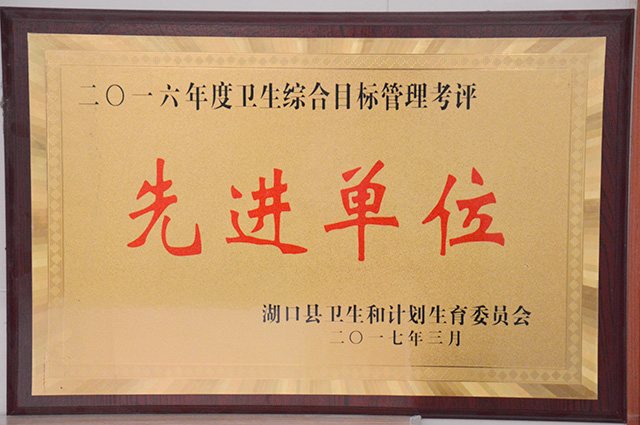 二〇一六年度卫生综合目标管理考评
先进单位
湖口县卫生和计划生育委员会
二〇一七年三月